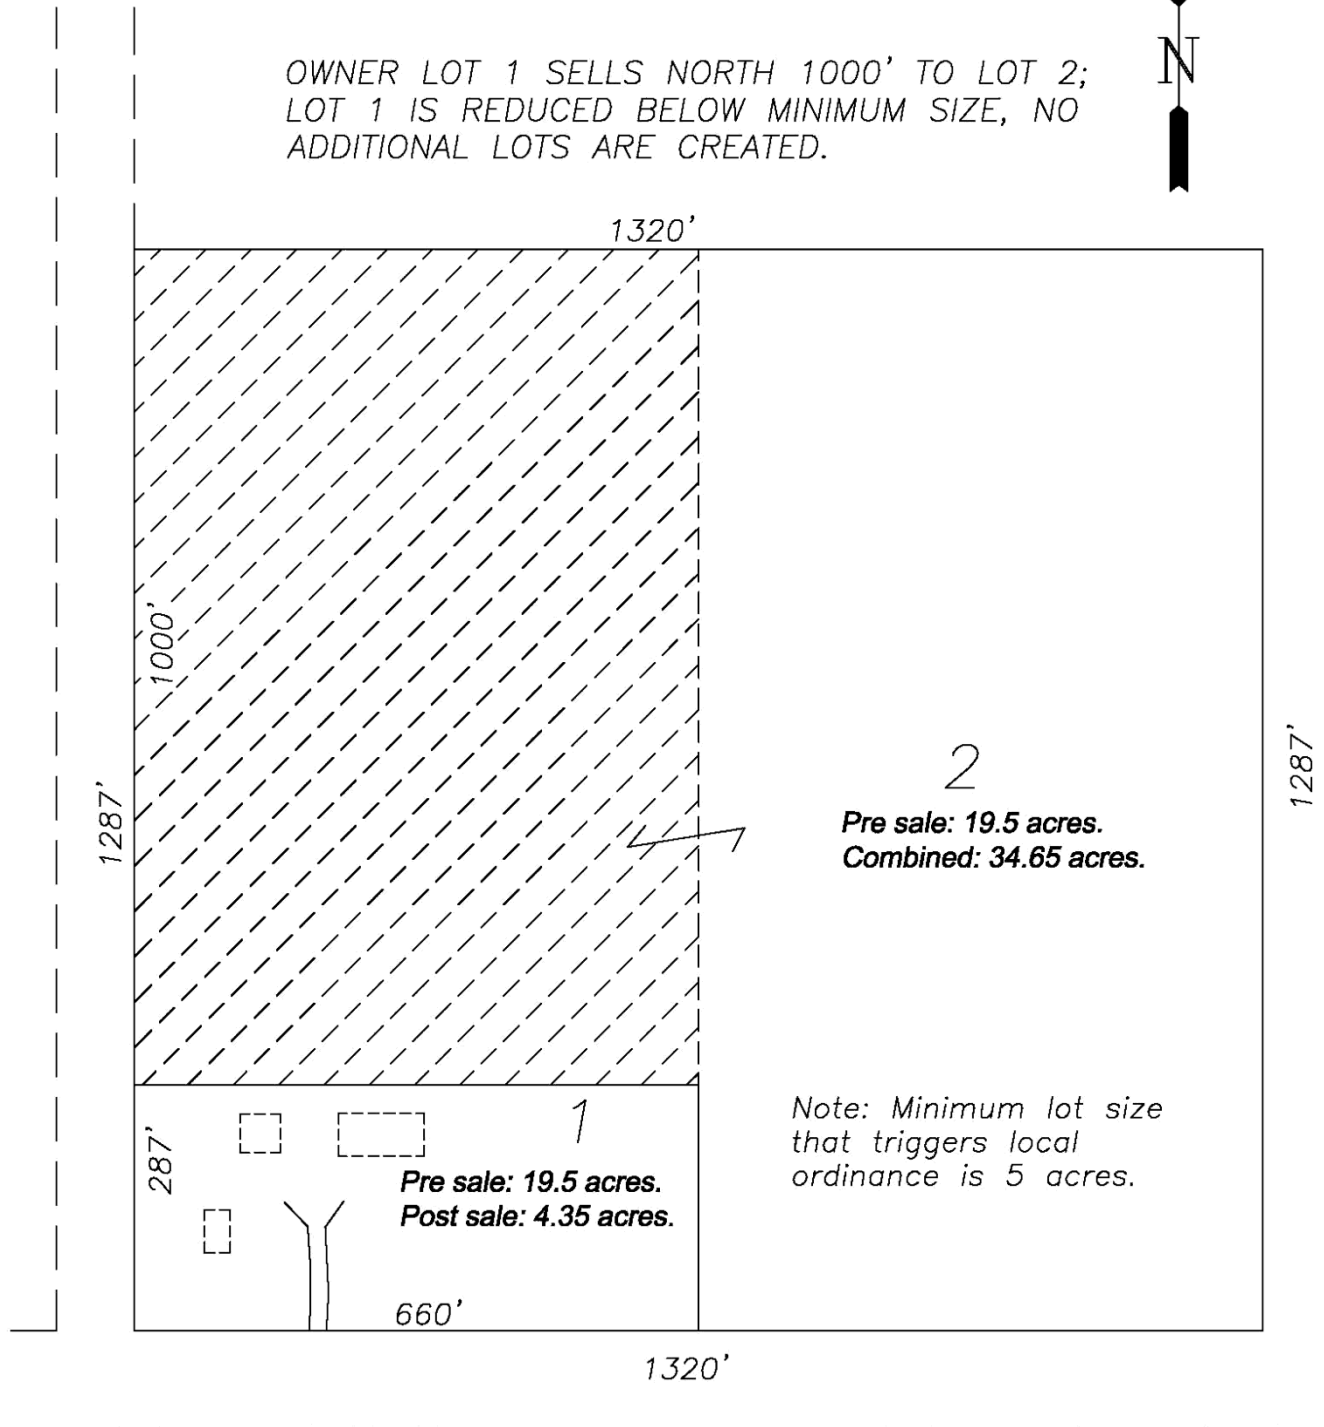 OWNER LOT 1 SELLS NORTH 1000' TO LOT 2;
LOT 1 IS REDUCED BELOW MINIMUM SIZE, NO
ADDITIONAL LOTS ARE CREATED.
N
1320'
1000'
1287'
2
Pre sale: 19.5 acres.
Combined: 34.65 acres.
1287'
287'
1
Pre sale: 19.5 acres.
Post sale: 4.35 acres.
Note: Minimum lot size
that triggers local
ordinance is 5 acres.
660'
1320'